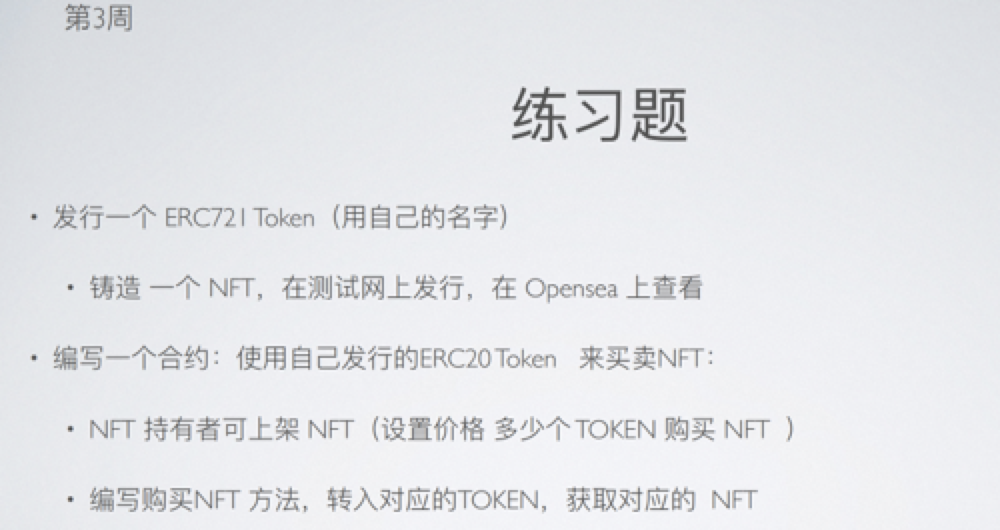 第3周
练习题
• 发行一个 ERC721 Token（用自己的名字）
• 铸造 一个 NFT，在测试网上发行，在 Opensea 上查看
• 编写一个合约：使用自己发行的ERC20 Token 来买卖NFT：
• NFT 持有者可上架 NFT（设置价格 多少个 TOKEN 购买 NFT ）
• 编写购买NFT 方法，转入对应的TOKEN，获取对应的 NFT